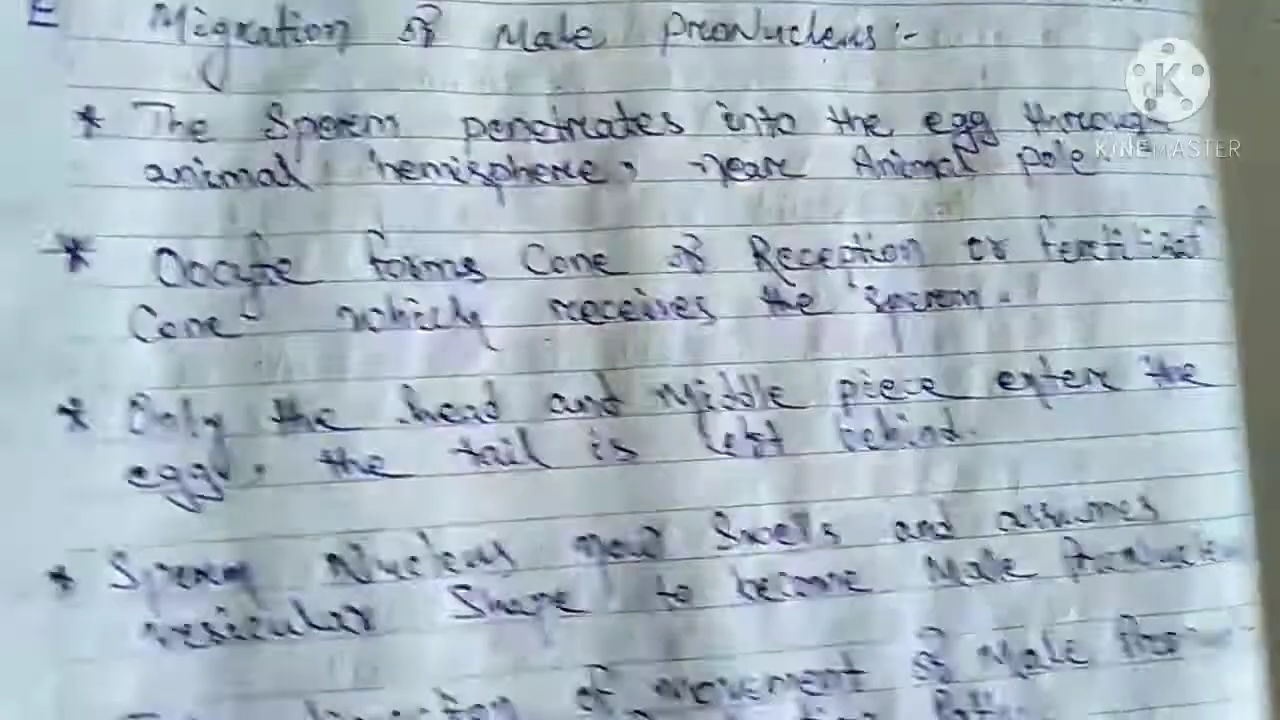 E Migration of Male Pronucleus :-
KINEMASTER
* The Sperm penetrates into the egg through
animal hemisphere, near Animal pole
* Oocyte forms Cone of Reception or fertilizat
Cone which receives the sperm.
* Only the head and middle piece enter the
egg. the tail is left behind.
* Sperm Nucleus now Swells and assumes
vesicular Shape to become Male Pronucleus
of movement of Male